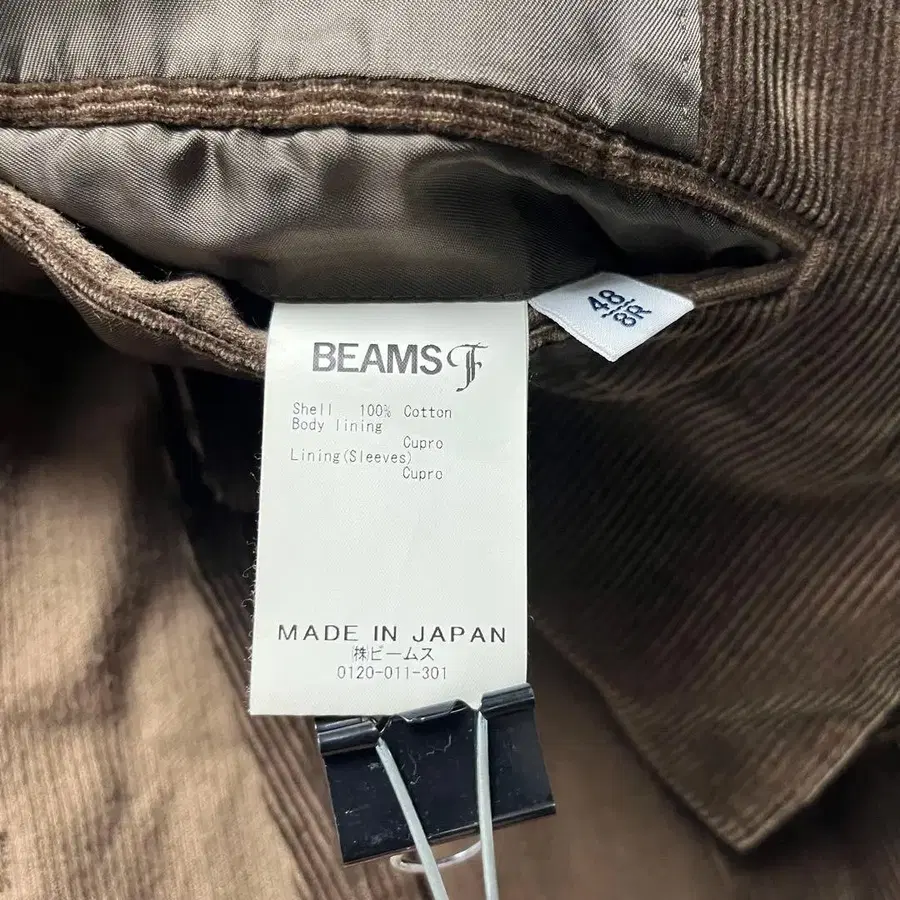 BEAMS F
Shell 100% Cotton
Body lining
Cupro
Lining(Sleeves)
Cupro
MADE IN JAPAN
㈱ビームス
0120-011-301
48
8R